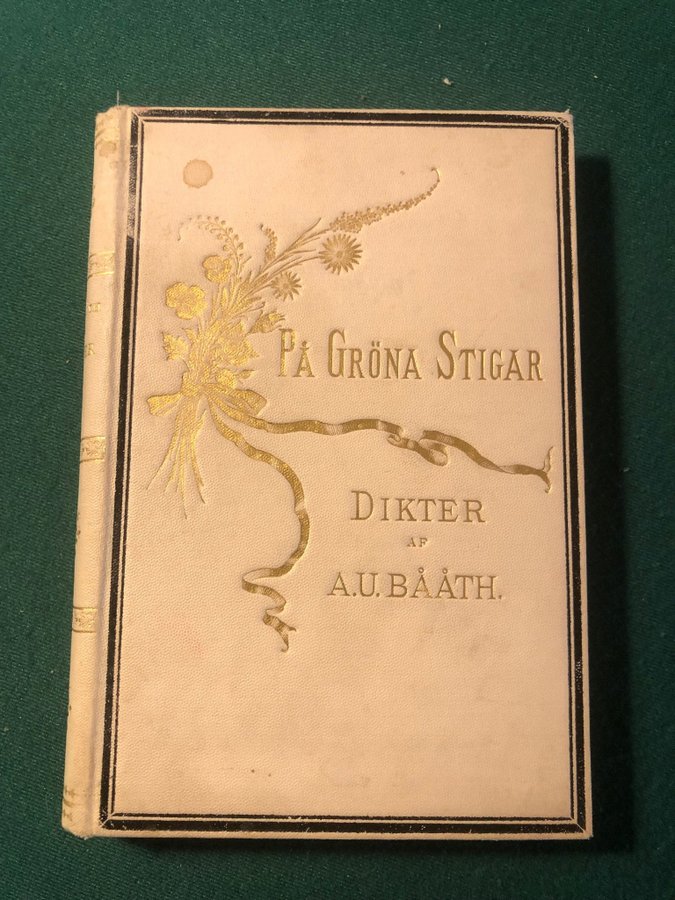 På Gröna Stigar
Dikter
af
A.U. Bååth.